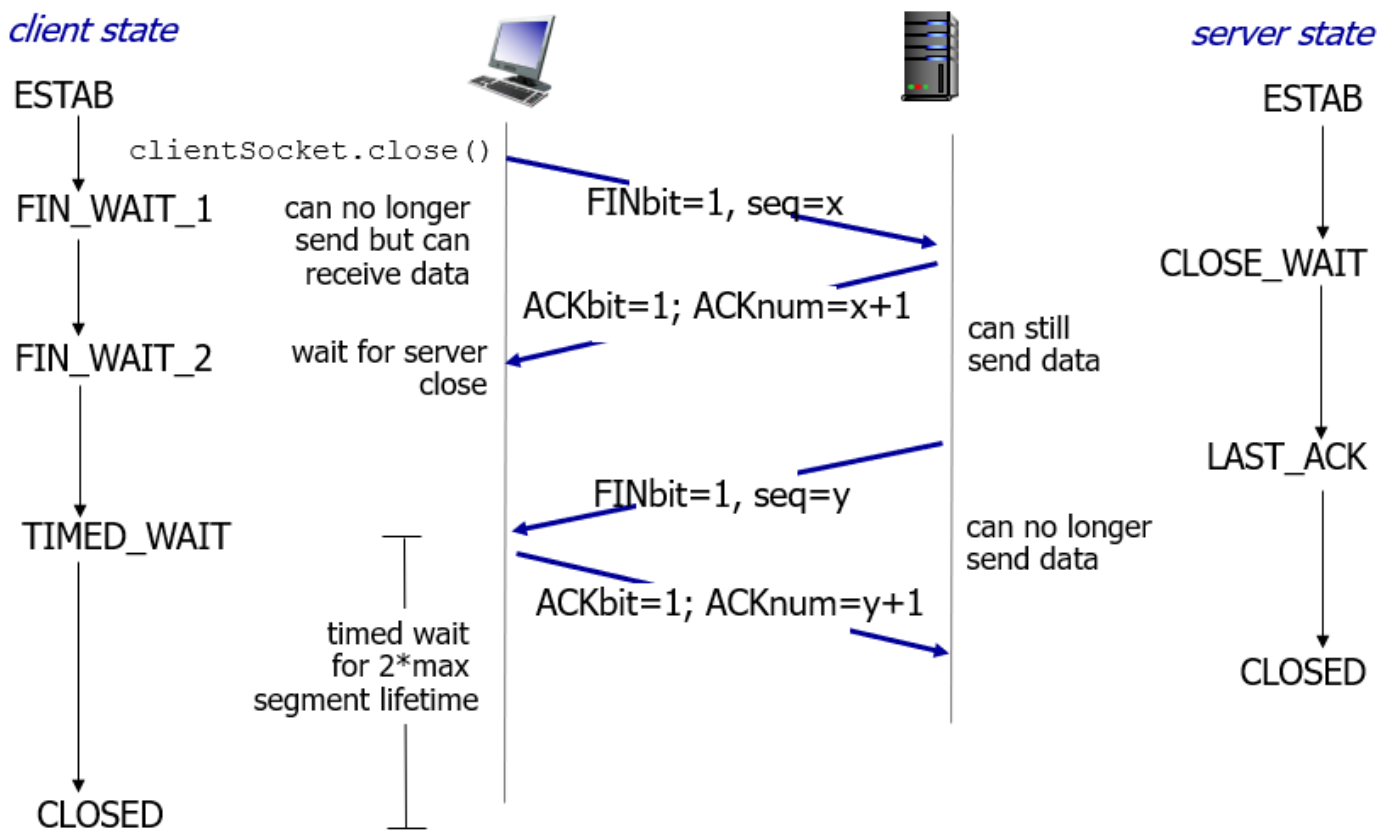 client state
server state
ESTAB
ESTAB
clientSocket.close()
FIN_WAIT_1
can no longer
send but can
receive data
FINbit=1, seq=x
CLOSE_WAIT
ACKbit=1; ACKnum=x+1
can still
send data
FIN_WAIT_2
wait for server
close
LAST_ACK
FINbit=1, seq=y
can no longer
send data
TIMED_WAIT
ACKbit=1; ACKnum=y+1
timed wait
for 2*max
segment lifetime
CLOSED
CLOSED